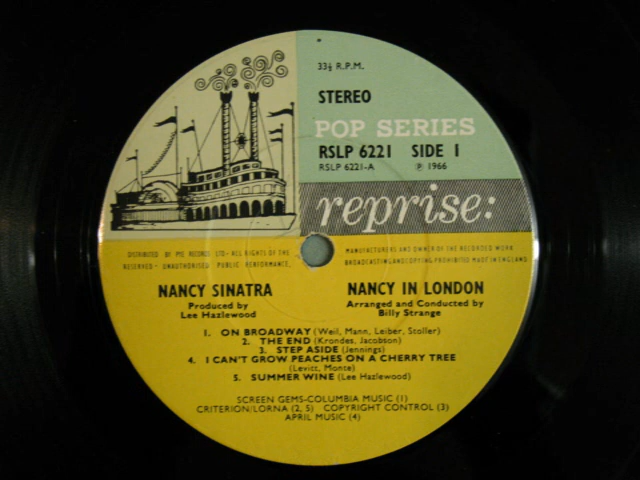 33⅓ R.P.M.
STEREO
POP SERIES
RSLP 6221 SIDE 1
RSLP 6221-A ℗ 1966
reprise:
DISTRIBUTED BY PYE RECORDS LTD—ALL RIGHTS OF THE
RESERVED— UNAUTHORISED PUBLIC PERFORMANCE,
MANUFACTURERS AND OWNER OF THE RECORDED WORK
BROADCASTING AND COPYING PROHIBITED MADE IN ENGLAND
NANCY SINATRA
Produced by
Lee Hazlewood
NANCY IN LONDON
Arranged and Conducted by
Billy Strange
1. ON BROADWAY (Weil, Mann, Leiber, Stoller)
2. THE END (Krondes, Jacobson)
3. STEP ASIDE (Jennings)
4. I CAN'T GROW PEACHES ON A CHERRY TREE
(Levitt, Monte)
5. SUMMER WINE (Lee Hazlewood)
SCREEN GEMS-COLUMBIA MUSIC (1)
CRITERION/LORNA (2, 5) COPYRIGHT CONTROL (3)
APRIL MUSIC (4)